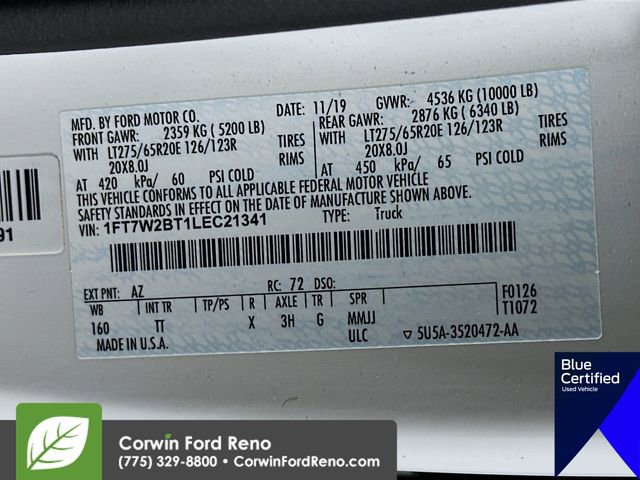 MFD. BY FORD MOTOR CO.
DATE: 11/19 GVWR: 4536 KG (10000 LB)
FRONT GAWR: 2359 KG ( 5200 LB)
REAR GAWR: 2876 KG ( 6340 LB)
WITH LT275/65R20E 126/123R TIRES
WITH LT275/65R20E 126/123R TIRES
20X8.0J RIMS
20X8.0J RIMS
AT 420 kPa/ 60 PSI COLD
AT 450 kPa/ 65 PSI COLD
THIS VEHICLE CONFORMS TO ALL APPLICABLE FEDERAL MOTOR VEHICLE
SAFETY STANDARDS IN EFFECT ON THE DATE OF MANUFACTURE SHOWN ABOVE.
VIN: 1FT7W2BT1LEC21341
TYPE: Truck
91
EXT PNT: AZ RC: 72 DSO:
F0126
WB INT TR TP/PS R AXLE TR SPR
T1072
160 TT X 3H G MMJJ
MADE IN U.S.A. ULC ▽ 5U5A-3520472-AA
Blue
Certified
Used Vehicle
Corwin Ford Reno
(775) 329-8800 • CorwinFordReno.com